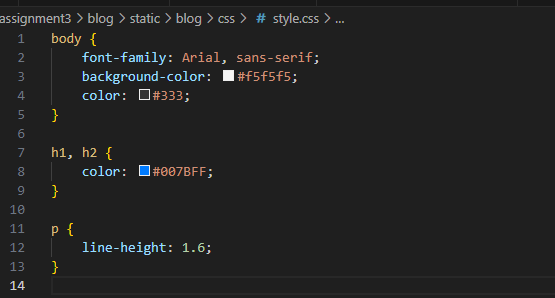 assignment3 > blog > static > blog > css > # style.css > ...
1 body {
2 font-family: Arial, sans-serif;
3 background-color: #f5f5f5;
4 color: #333;
5 }
6
7 h1, h2 {
8 color: #007BFF;
9 }
10
11 p {
12 line-height: 1.6;
13 }
14